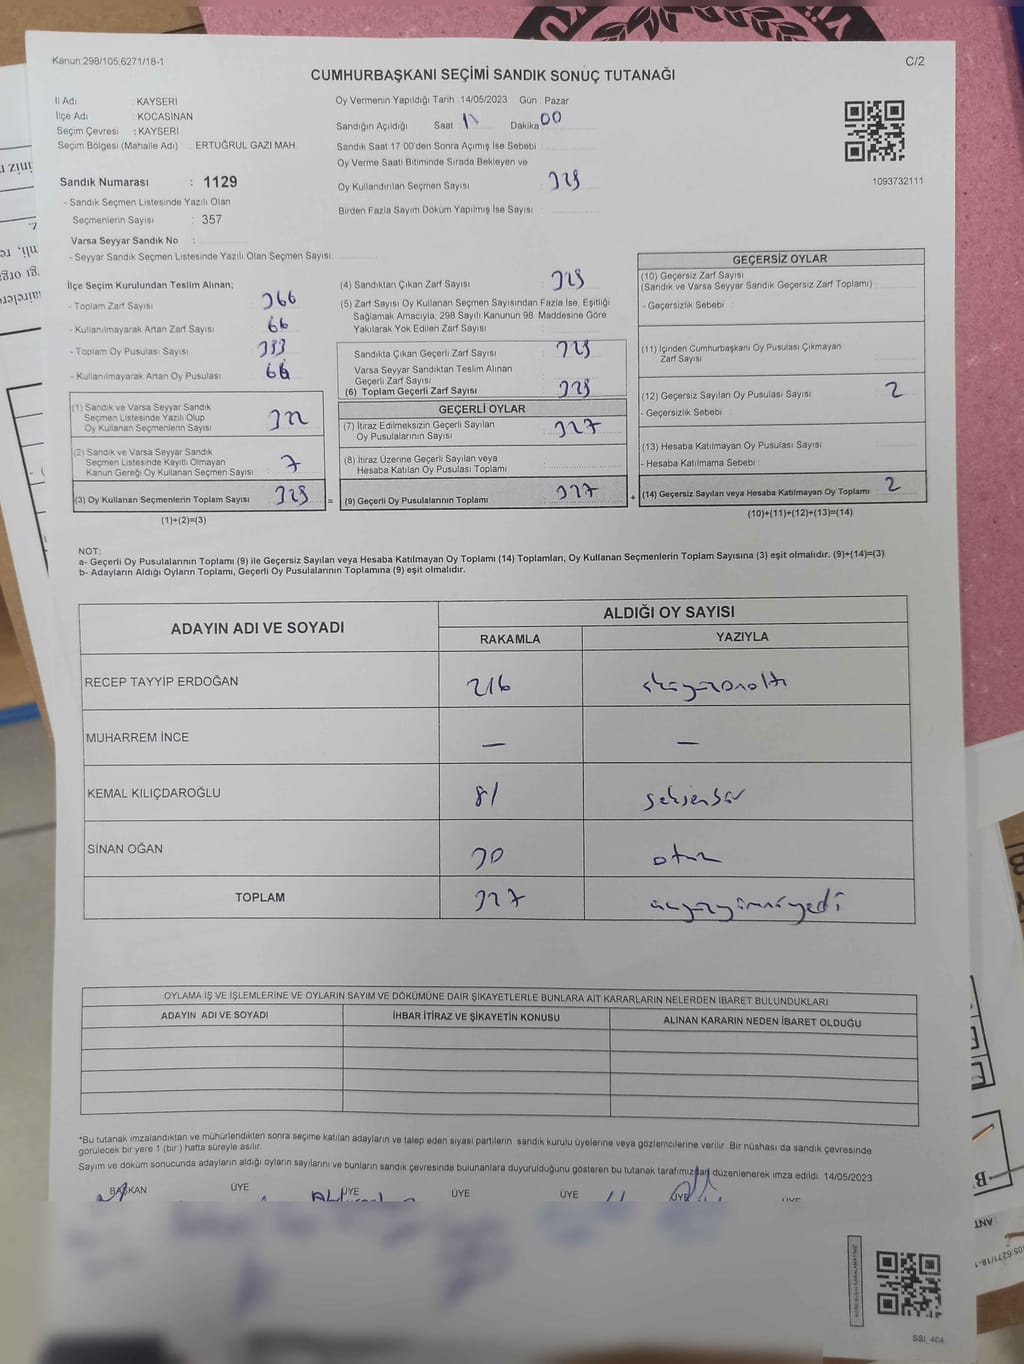 Kanun:298/105,6271/18-1
C/2
CUMHURBAŞKANI SEÇİMİ SANDIK SONUÇ TUTANAĞI
İl Adı : KAYSERİ
İlçe Adı : KOCASİNAN
Seçim Çevresi : KAYSERİ
Seçim Bölgesi (Mahalle Adı) : ERTUĞRUL GAZI MAH.
Sandık Numarası : 1129
- Sandık Seçmen Listesinde Yazılı Olan
Seçmenlerin Sayısı : 357
Varsa Seyyar Sandık No :
- Seyyar Sandık Seçmen Listesinde Yazılı Olan Seçmen Sayısı:
Oy Vermenin Yapıldığı Tarih :14/05/2023 Gün : Pazar
Sandığın Açıldığı Saat Dakika 00
Sandık Saat 17:00'den Sonra Açımış İse Sebebi :
Oy Verme Saati Bitiminde Sırada Bekleyen ve
Oy Kullandırılan Seçmen Sayısı : 329
Birden Fazla Sayım Döküm Yapılmış İse Sayısı :
1093732111
İlçe Seçim Kurulundan Teslim Alınan;
- Toplam Zarf Sayısı : 366
- Kullanılmayarak Artan Zarf Sayısı : 66
- Toplam Oy Pusulası Sayısı : 393
- Kullanılmayarak Artan Oy Pusulası : 66
(1) Sandık ve Varsa Seyyar Sandık
Seçmen Listesinde Yazılı Olup
Oy Kullanan Seçmenlerin Sayısı : 322
(2) Sandık ve Varsa Seyyar Sandık
Seçmen Listesinde Kayıtlı Olmayan
Kanun Gereği Oy Kullanan Seçmen Sayısı : 7
(3) Oy Kullanan Seçmenlerin Toplam Sayısı : 329
(1)+(2)=(3)
=
(4) Sandıktan Çıkan Zarf Sayısı : 329
(5) Zarf Sayısı Oy Kullanan Seçmen Sayısından Fazla İse, Eşitliği
Sağlamak Amacıyla, 298 Sayılı Kanunun 98. Maddesine Göre
Yakılarak Yok Edilen Zarf Sayısı :
Sandıkta Çıkan Geçerli Zarf Sayısı : 329
Varsa Seyyar Sandıktan Teslim Alınan
Geçerli Zarf Sayısı
(6) Toplam Geçerli Zarf Sayısı : 329
GEÇERLİ OYLAR
(7) İtiraz Edilmeksizin Geçerli Sayılan
Oy Pusulalarının Sayısı : 327
(8) İtiraz Üzerine Geçerli Sayılan veya
Hesaba Katılan Oy Pusulası Toplamı :
(9) Geçerli Oy Pusulalarının Toplamı : 327
+
GEÇERSİZ OYLAR
(10) Geçersiz Zarf Sayısı
(Sandık ve Varsa Seyyar Sandık Geçersiz Zarf Toplamı) :
- Geçersizlik Sebebi :
(11) İçinden Cumhurbaşkanı Oy Pusulası Çıkmayan
Zarf Sayısı :
(12) Geçersiz Sayılan Oy Pusulası Sayısı : 2
- Geçersizlik Sebebi :
(13) Hesaba Katılmayan Oy Pusulası Sayısı :
- Hesaba Katılmama Sebebi :
(14) Geçersiz Sayılan veya Hesaba Katılmayan Oy Toplamı : 2
(10)+(11)+(12)+(13)=(14)
NOT:
a- Geçerli Oy Pusulalarının Toplamı (9) ile Geçersiz Sayılan veya Hesaba Katılmayan Oy Toplamı (14) Toplamları, Oy Kullanan Seçmenlerin Toplam Sayısına (3) eşit olmalıdır. (9)+(14)=(3)
b- Adayların Aldığı Oyların Toplamı, Geçerli Oy Pusulalarının Toplamına (9) eşit olmalıdır.
ADAYIN ADI VE SOYADI
ALDIĞI OY SAYISI
RAKAMLA YAZIYLA
RECEP TAYYİP ERDOĞAN 216 ikiyüzonaltı
MUHARREM İNCE — —
KEMAL KILIÇDAROĞLU 81 seksenbir
SİNAN OĞAN 30 otuz
TOPLAM 327 üçyüzyirmiyedi
OYLAMA İŞ VE İŞLEMLERİNE VE OYLARIN SAYIM VE DÖKÜMÜNE DAİR ŞİKAYETLERLE BUNLARA AİT KARARLARIN NELERDEN İBARET BULUNDUKLARI
ADAYIN ADI VE SOYADI İHBAR İTİRAZ VE ŞİKAYETİN KONUSU ALINAN KARARIN NEDEN İBARET OLDUĞU
*Bu tutanak imzalandıktan ve mühürlendikten sonra seçime katılan adayların ve talep eden siyasi partilerin sandık kurulu üyelerine veya gözlemcilerine verilir. Bir nüshası da sandık çevresinde
görülecek bir yere 1 (bir) hafta süreyle asılır.
Sayım ve döküm sonucunda adayların aldığı oyların sayılarını ve bunların sandık çevresinde bulunanlara duyurulduğunu gösteren bu tutanak tarafımızdan düzenlenerek imza edildi. 14/05/2023
BAŞKAN ÜYE ÜYE ÜYE ÜYE ÜYE ÜYE
SSİ_404